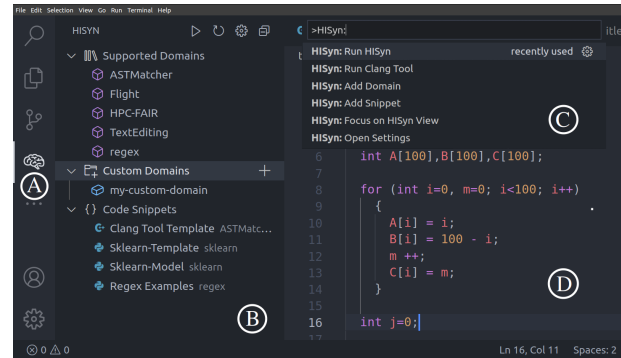 File Edit Selection View Go Run Terminal Help
HISYN
>HISyn:
Supported Domains
ASTMatcher
Flight
HPC-FAIR
TextEditing
regex
Custom Domains
my-custom-domain
{} Code Snippets
Clang Tool Template ASTMatc...
Sklearn-Template sklearn
Sklearn-Model sklearn
Regex Examples regex
A
B
HISyn: Run HISyn recently used
HISyn: Run Clang Tool
HISyn: Add Domain
HISyn: Add Snippet
HISyn: Focus on HISyn View
HISyn: Open Settings
C
6 int A[100],B[100],C[100];
7
8 for (int i=0, m=0; i<100; i++)
9 {
10 A[i] = i;
11 B[i] = 100 - i;
12 m ++;
13 C[i] = m;
14 }
15
16 int j=0;
17
D
0 0
Ln 16, Col 11 Spaces: 2